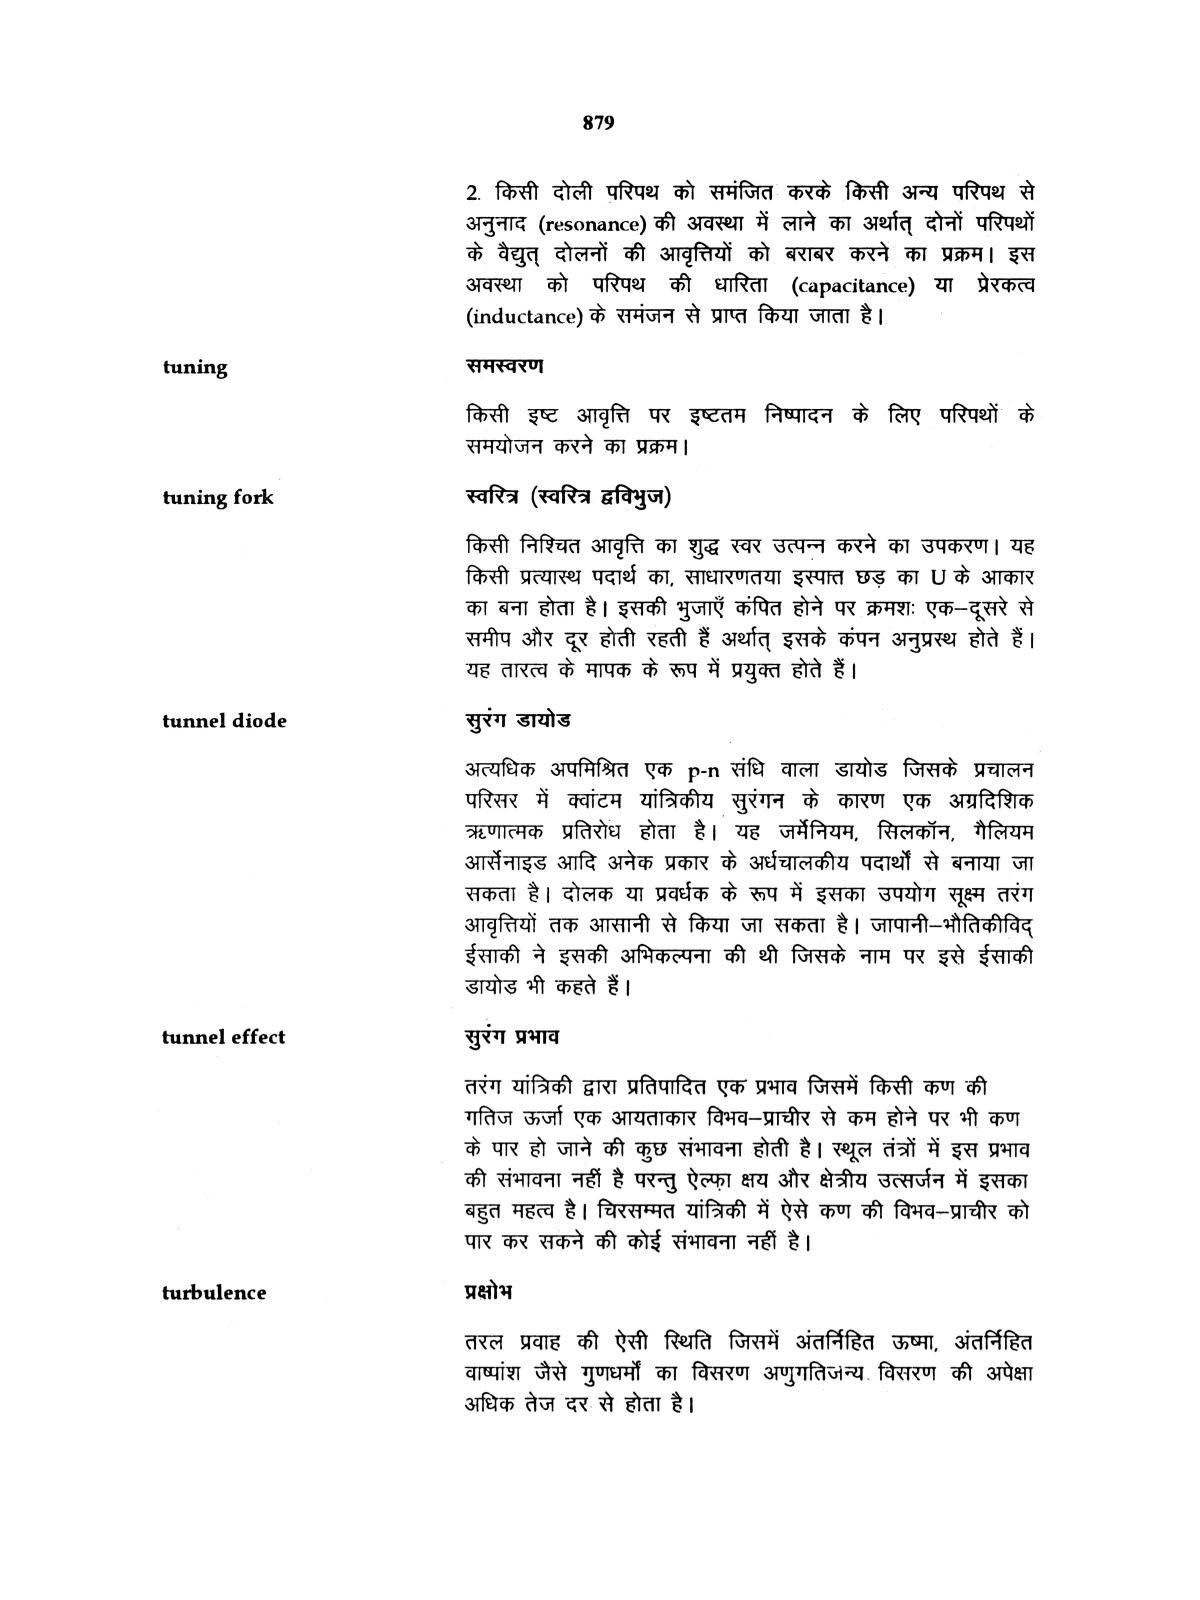 879
2. किसी दोली परिपथ को समंजित करके किसी अन्य परिपथ से
अनुनाद (resonance) की अवस्था में लाने का अर्थात् दोनों परिपथों
के वैद्युत् दोलनों की आवृत्तियों को बराबर करने का प्रक्रम। इस
अवस्था को परिपथ की धारिता (capacitance) या प्रेरकत्व
(inductance) के समंजन से प्राप्त किया जाता है।
tuning समस्वरण
किसी इष्ट आवृत्ति पर इष्टतम निष्पादन के लिए परिपथों के
समयोजन करने का प्रक्रम।
tuning fork स्वरित्र (स्वरित्र द्वविभुज)
किसी निश्चित आवृत्ति का शुद्ध स्वर उत्पन्न करने का उपकरण। यह
किसी प्रत्यास्थ पदार्थ का, साधारणतया इस्पात छड़ का U के आकार
का बना होता है। इसकी भुजाएँ कंपित होने पर क्रमशः एक–दूसरे से
समीप और दूर होती रहती हैं अर्थात् इसके कंपन अनुप्रस्थ होते हैं।
यह तारत्व के मापक के रूप में प्रयुक्त होते हैं।
tunnel diode सुरंग डायोड
अत्यधिक अपमिश्रित एक p-n संधि वाला डायोड जिसके प्रचालन
परिसर में क्वांटम यांत्रिकीय सुरंगन के कारण एक अग्रदिशिक
ऋणात्मक प्रतिरोध होता है। यह जर्मेनियम, सिलकॉन, गैलियम
आर्सेनाइड आदि अनेक प्रकार के अर्धचालकीय पदार्थों से बनाया जा
सकता है। दोलक या प्रवर्धक के रूप में इसका उपयोग सूक्ष्म तरंग
आवृत्तियों तक आसानी से किया जा सकता है। जापानी–भौतिकीविद्
ईसाकी ने इसकी अभिकल्पना की थी जिसके नाम पर इसे ईसाकी
डायोड भी कहते हैं।
tunnel effect सुरंग प्रभाव
तरंग यांत्रिकी द्वारा प्रतिपादित एक प्रभाव जिसमें किसी कण की
गतिज ऊर्जा एक आयताकार विभव–प्राचीर से कम होने पर भी कण
के पार हो जाने की कुछ संभावना होती है। स्थूल तंत्रों में इस प्रभाव
की संभावना नहीं है परन्तु ऐल्फ़ा क्षय और क्षेत्रीय उत्सर्जन में इसका
बहुत महत्व है। चिरसम्मत यांत्रिकी में ऐसे कण की विभव–प्राचीर को
पार कर सकने की कोई संभावना नहीं है।
turbulence प्रक्षोभ
तरल प्रवाह की ऐसी स्थिति जिसमें अंतर्निहित ऊष्मा, अंतर्निहित
वाष्पांश जैसे गुणधर्मों का विसरण अणुगतिजन्य विसरण की अपेक्षा
अधिक तेज दर से होता है।